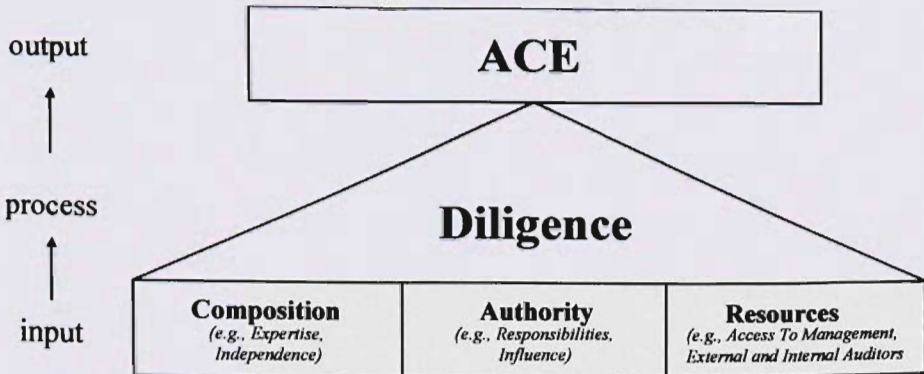 output
ACE
process
Diligence
input
Composition
(e.g., Expertise,
Independence)
Authority
(e.g., Responsibilities,
Influence)
Resources
(e.g., Access To Management,
External and Internal Auditors